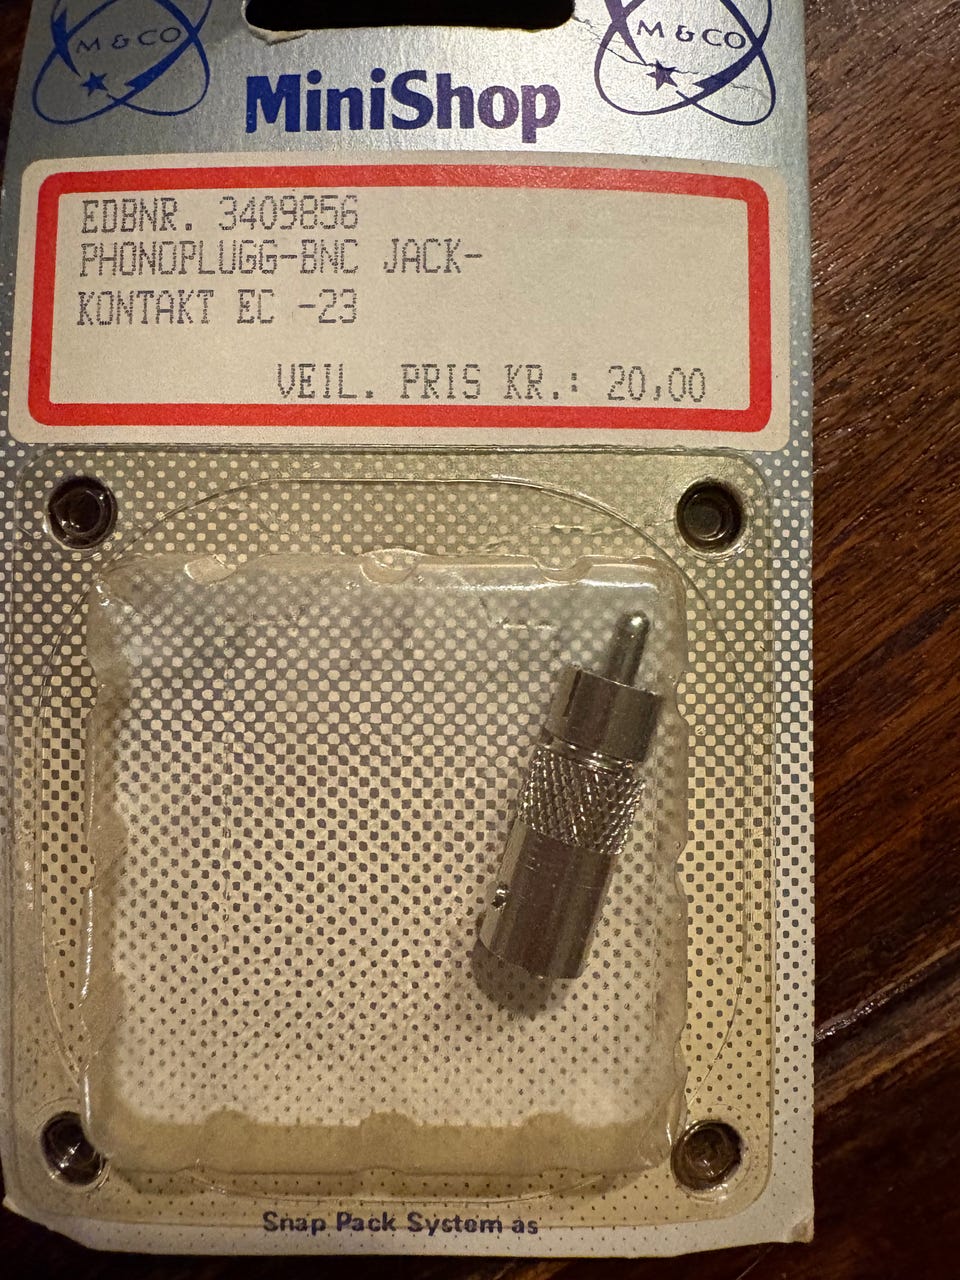 M & CO
M & CO
MiniShop
EDBNR. 3409856
PHONOPLUGG-BNC JACK-
KONTAKT EC -23
VEIL. PRIS KR.: 20,00
Snap Pack System as